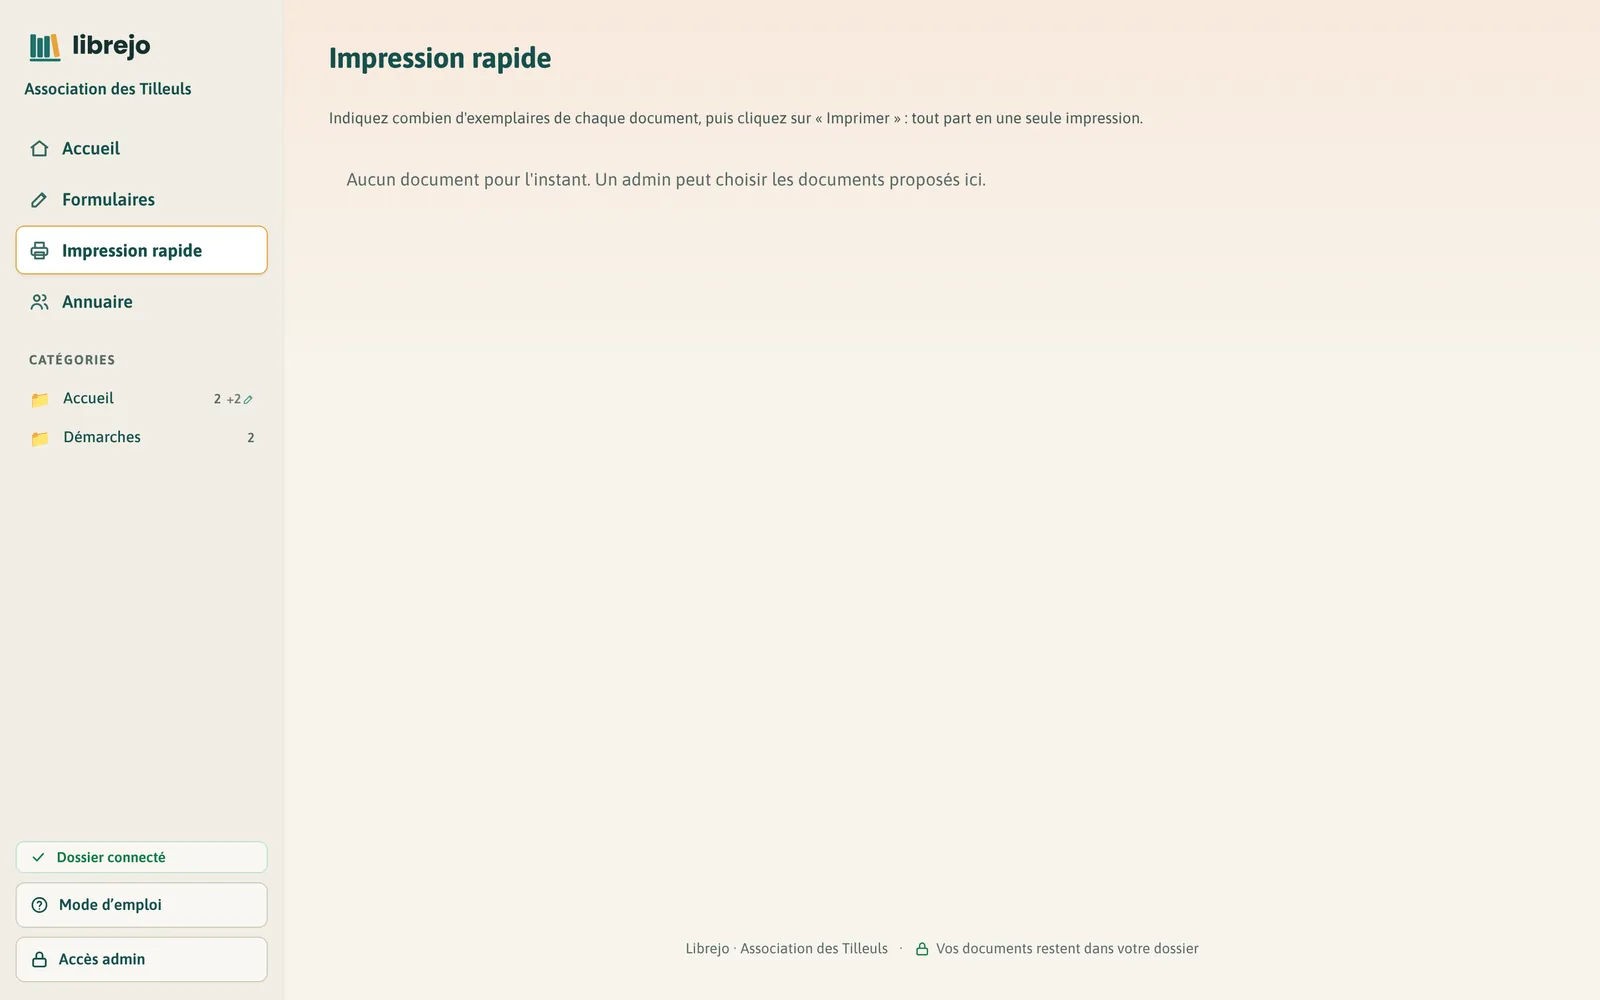 librejo
Association des Tilleuls
Accueil
Formulaires
Impression rapide
Annuaire
CATÉGORIES
Accueil 2 +2
Démarches 2
Dossier connecté
Mode d’emploi
Accès admin
Impression rapide
Indiquez combien d'exemplaires de chaque document, puis cliquez sur « Imprimer » : tout part en une seule impression.
Aucun document pour l'instant. Un admin peut choisir les documents proposés ici.
Librejo · Association des Tilleuls · Vos documents restent dans votre dossier